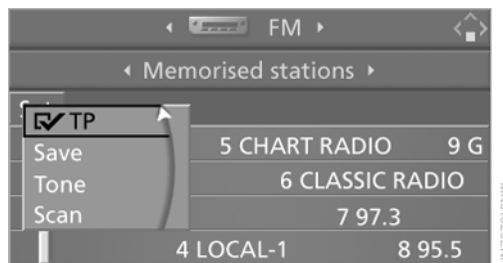 FM
Memorised stations
TP
Save
5 CHART RADIO 9 G
Tone
6 CLASSIC RADIO
Scan
7 97.3
4 LOCAL-1 8 95.5